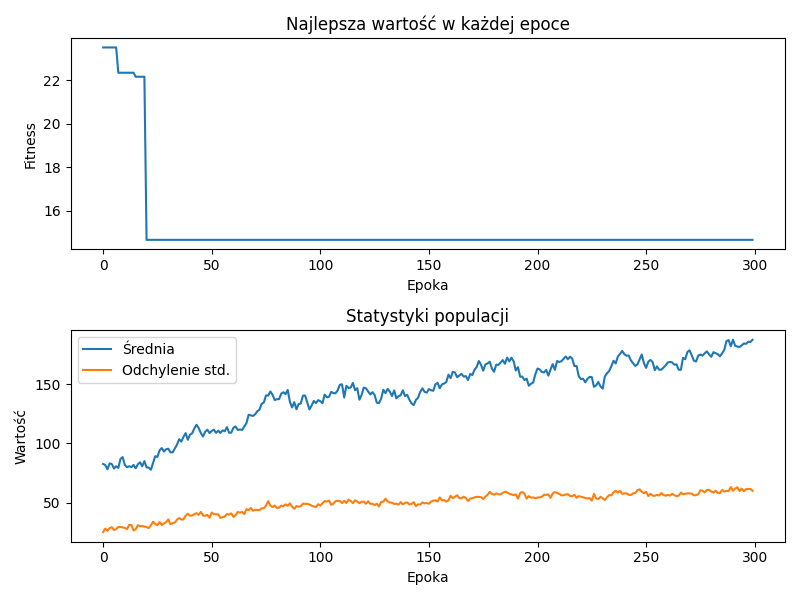 Najlepsza wartość w każdej epoce
Fitness
22
20
18
16
0 50 100 150 200 250 300
Epoka
Statystyki populacji
Średnia
Odchylenie std.
Wartość
150
100
50
0 50 100 150 200 250 300
Epoka